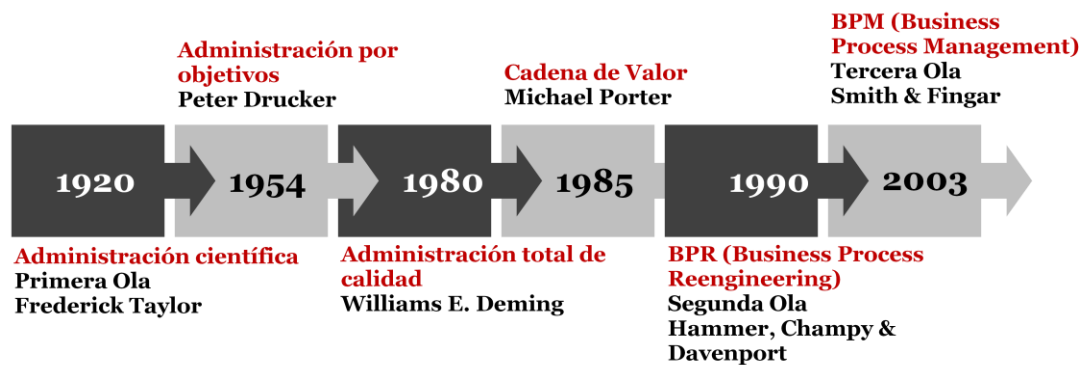 BPM (Business
Process Management)
Tercera Ola
Smith & Fingar
Administración por
objetivos
Peter Drucker
Cadena de Valor
Michael Porter
1920
1954
1980
1985
1990
2003
Administración científica
Primera Ola
Frederick Taylor
Administración total de
calidad
Williams E. Deming
BPR (Business Process
Reengineering)
Segunda Ola
Hammer, Champy &
Davenport